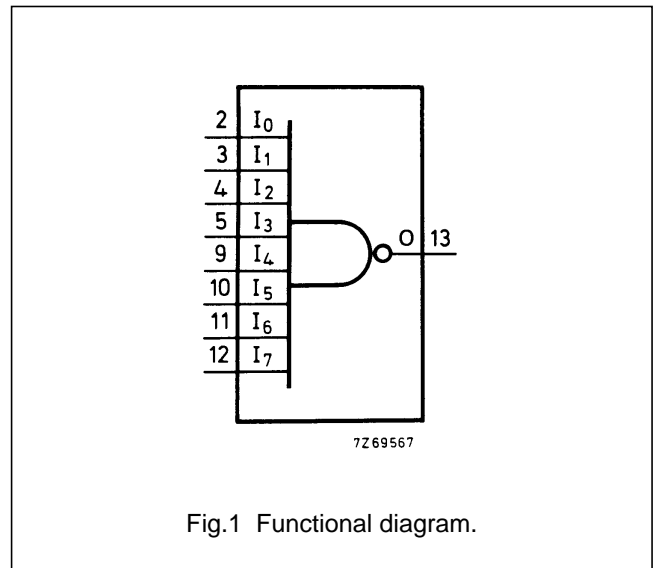 2 I0
3 I1
4 I2
5 I3
O 13
9 I4
10 I5
11 I6
12 I7
7Z69567
Fig.1 Functional diagram.